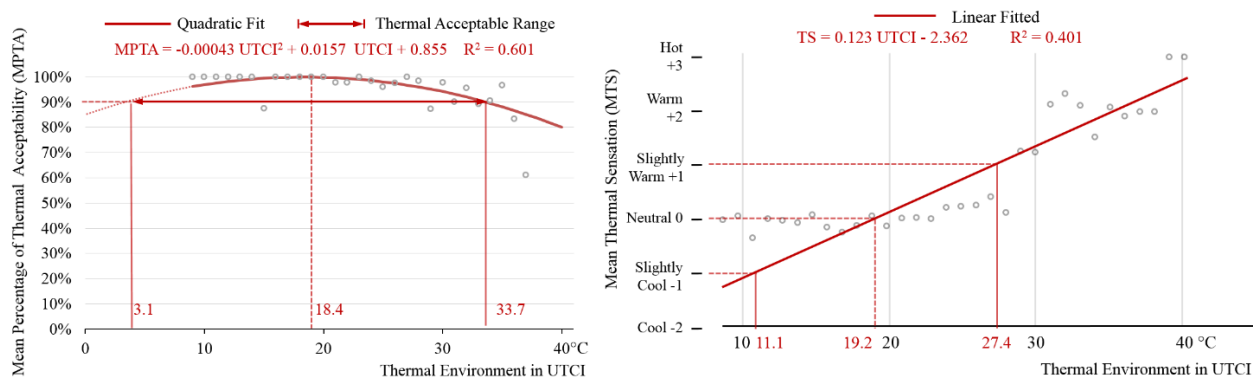 Quadratic Fit
Thermal Acceptable Range
MPTA = -0.00043 UTCI² + 0.0157 UTCI + 0.855 R² = 0.601
Mean Percentage of Thermal Acceptability (MPTA)
100%
90%
80%
70%
60%
50%
40%
30%
20%
10%
0%
3.1
18.4
33.7
0
10
20
30
40°C
Thermal Environment in UTCI
Linear Fitted
TS = 0.123 UTCI - 2.362 R² = 0.401
Mean Thermal Sensation (MTS)
Hot
+3
Warm
+2
Slightly
Warm +1
Neutral 0
Slightly
Cool -1
Cool -2
10
11.1
19.2
20
27.4
30
40 °C
Thermal Environment in UTCI